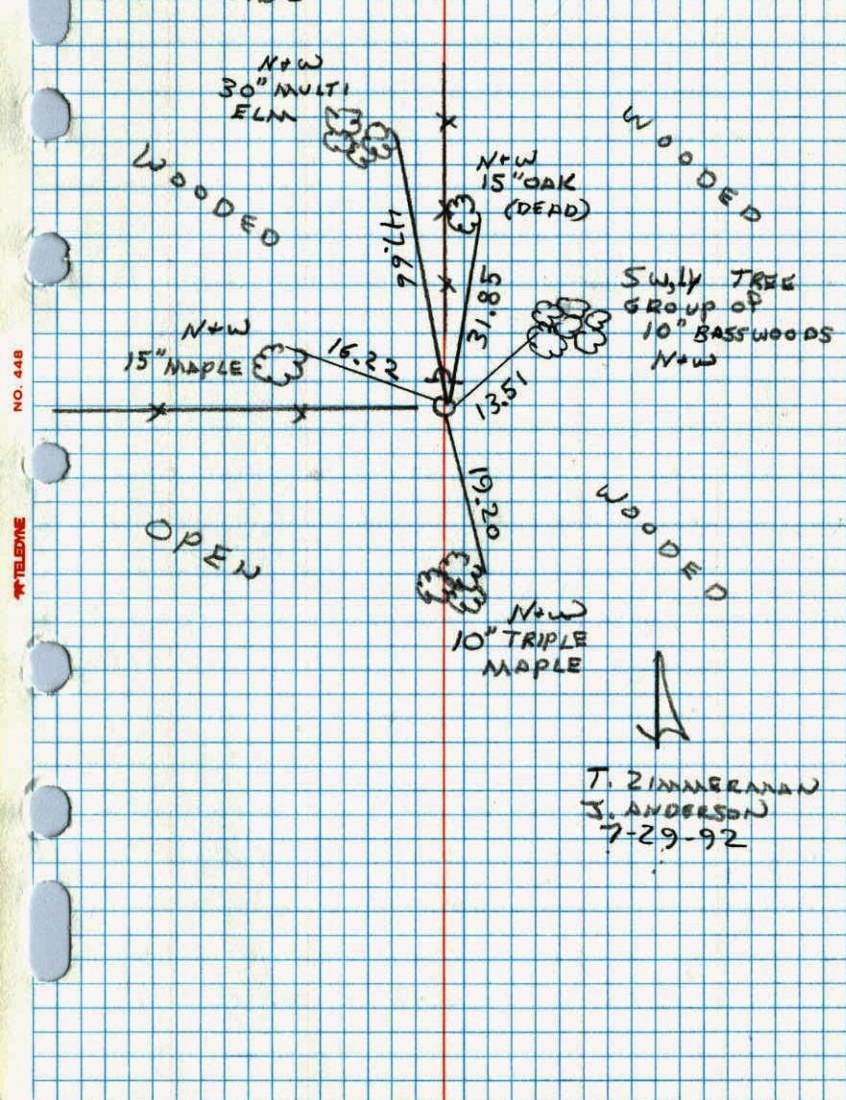 N+W
30" MULTI
ELM
WOODED
WOODED
N+W
15" OAK
(DEAD)
47.66
31.85
SW'LY TREE
GROUP OF
10" BASSWOODS
N+W
N+W
15" MAPLE
16.22
13.51
NO. 448
19.20
WOODED
OPEN
TELEDYNE
N+W
10" TRIPLE
MAPLE
T. ZIMMERMAN
J. ANDERSON
7-29-92